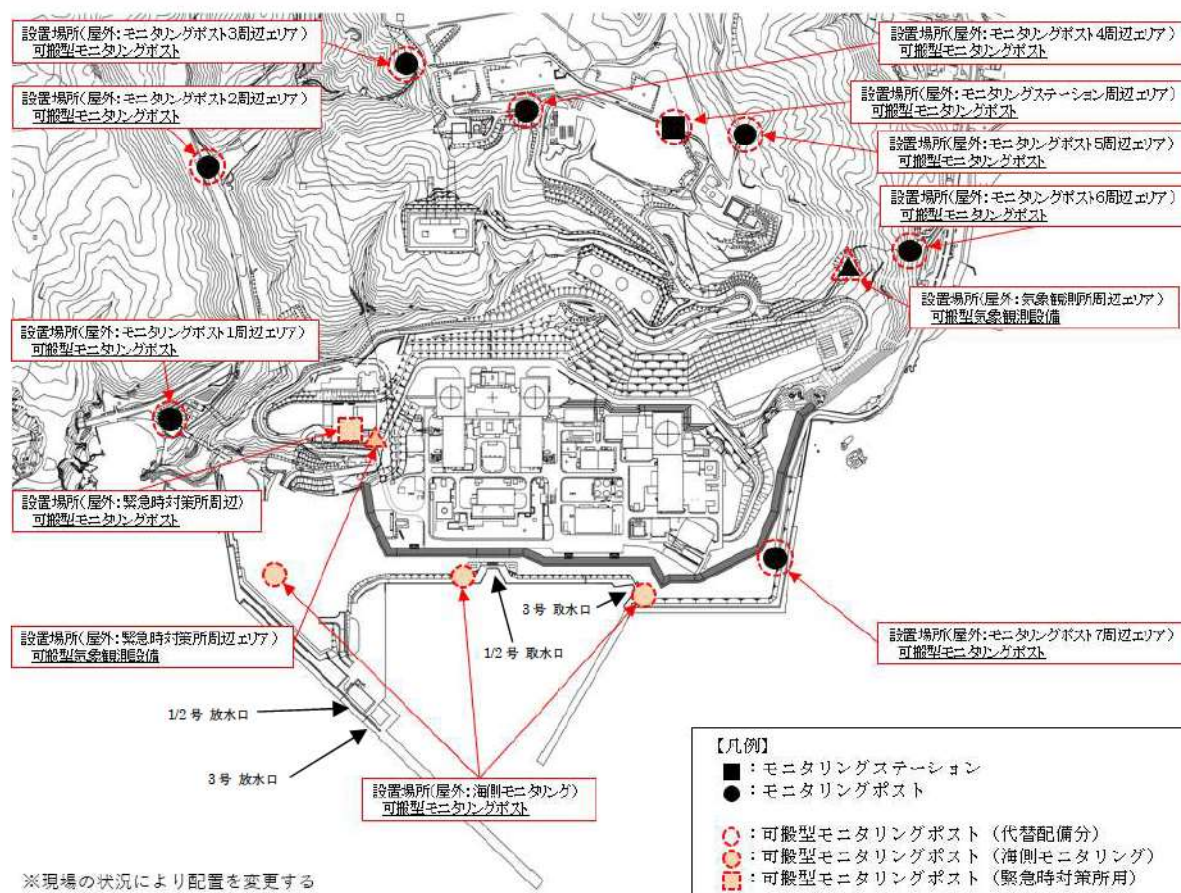 設置場所(屋外:モニタリングポスト3周辺エリア)
可搬型モニタリングポスト
設置場所(屋外:モニタリングポスト2周辺エリア)
可搬型モニタリングポスト
設置場所(屋外:モニタリングポスト4周辺エリア)
可搬型モニタリングポスト
設置場所(屋外:モニタリングステーション周辺エリア)
可搬型モニタリングポスト
設置場所(屋外:モニタリングポスト5周辺エリア)
可搬型モニタリングポスト
設置場所(屋外:モニタリングポスト6周辺エリア)
可搬型モニタリングポスト
設置場所(屋外:気象観測所周辺エリア)
可搬型気象観測設備
設置場所(屋外:モニタリングポスト1周辺エリア)
可搬型モニタリングポスト
設置場所(屋外:緊急時対策所周辺)
可搬型モニタリングポスト
設置場所(屋外:緊急時対策所周辺エリア)
可搬型気象観測設備
3号 取水口
1/2号 取水口
設置場所(屋外:モニタリングポスト7周辺エリア)
可搬型モニタリングポスト
1/2号 放水口
3号 放水口
設置場所(屋外:海側モニタリング)
可搬型モニタリングポスト
【凡例】
■:モニタリングステーション
●:モニタリングポスト
:可搬型モニタリングポスト(代替配備分)
:可搬型モニタリングポスト(海側モニタリング)
:可搬型モニタリングポスト(緊急時対策所用)
※現場の状況により配置を変更する